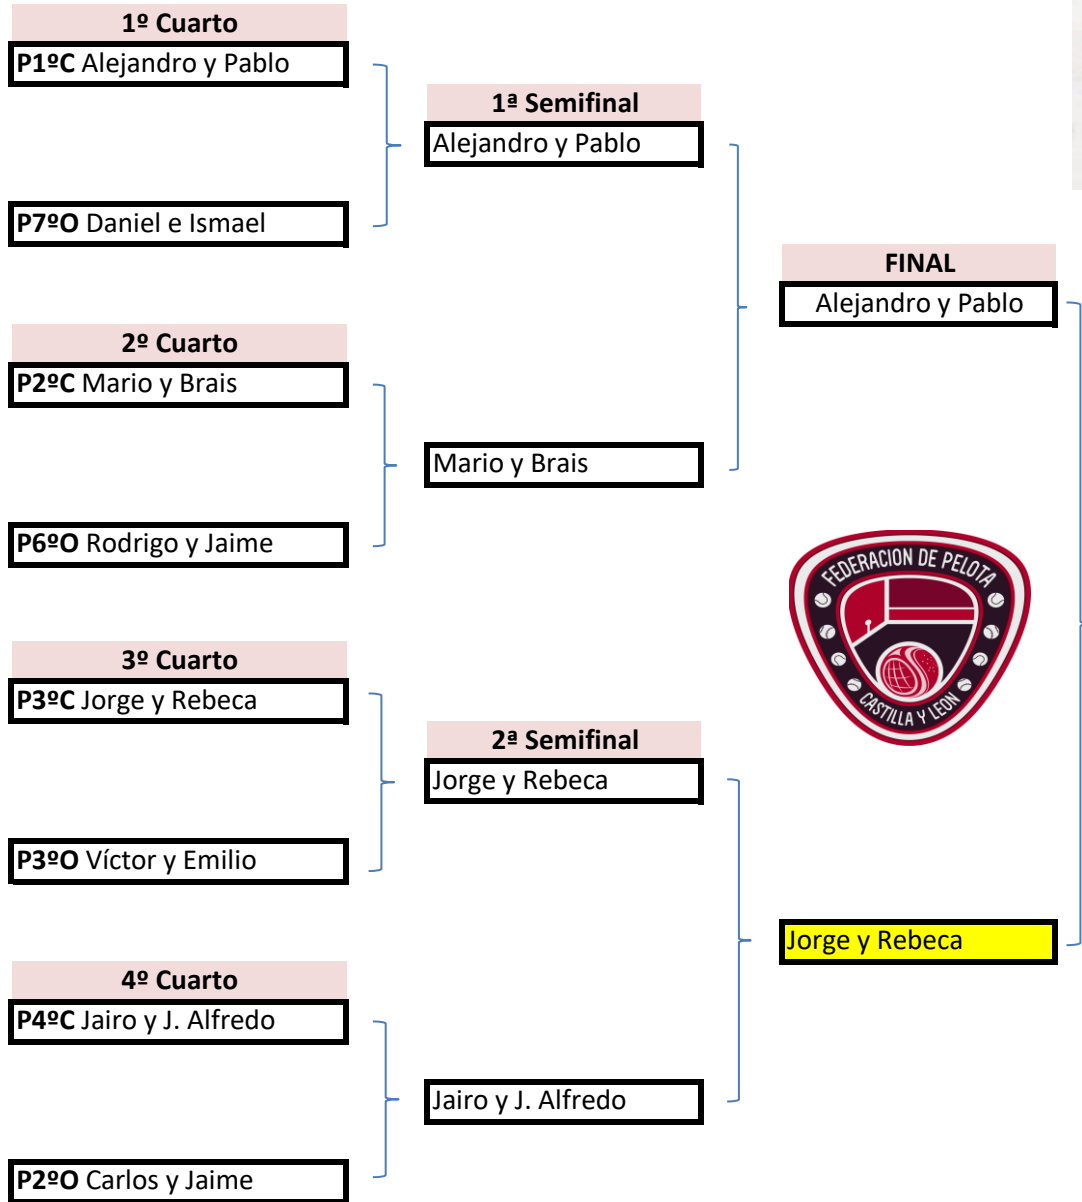 1º Cuarto
P1ºC Alejandro y Pablo
P7ºO Daniel e Ismael
2º Cuarto
P2ºC Mario y Brais
P6ºO Rodrigo y Jaime
3º Cuarto
P3ºC Jorge y Rebeca
P3ºO Víctor y Emilio
4º Cuarto
P4ºC Jairo y J. Alfredo
P2ºO Carlos y Jaime
1ª Semifinal
Alejandro y Pablo
Mario y Brais
2ª Semifinal
Jorge y Rebeca
Jairo y J. Alfredo
FINAL
Alejandro y Pablo
FEDERACION DE PELOTA
CASTILLA Y LEON
Jorge y Rebeca